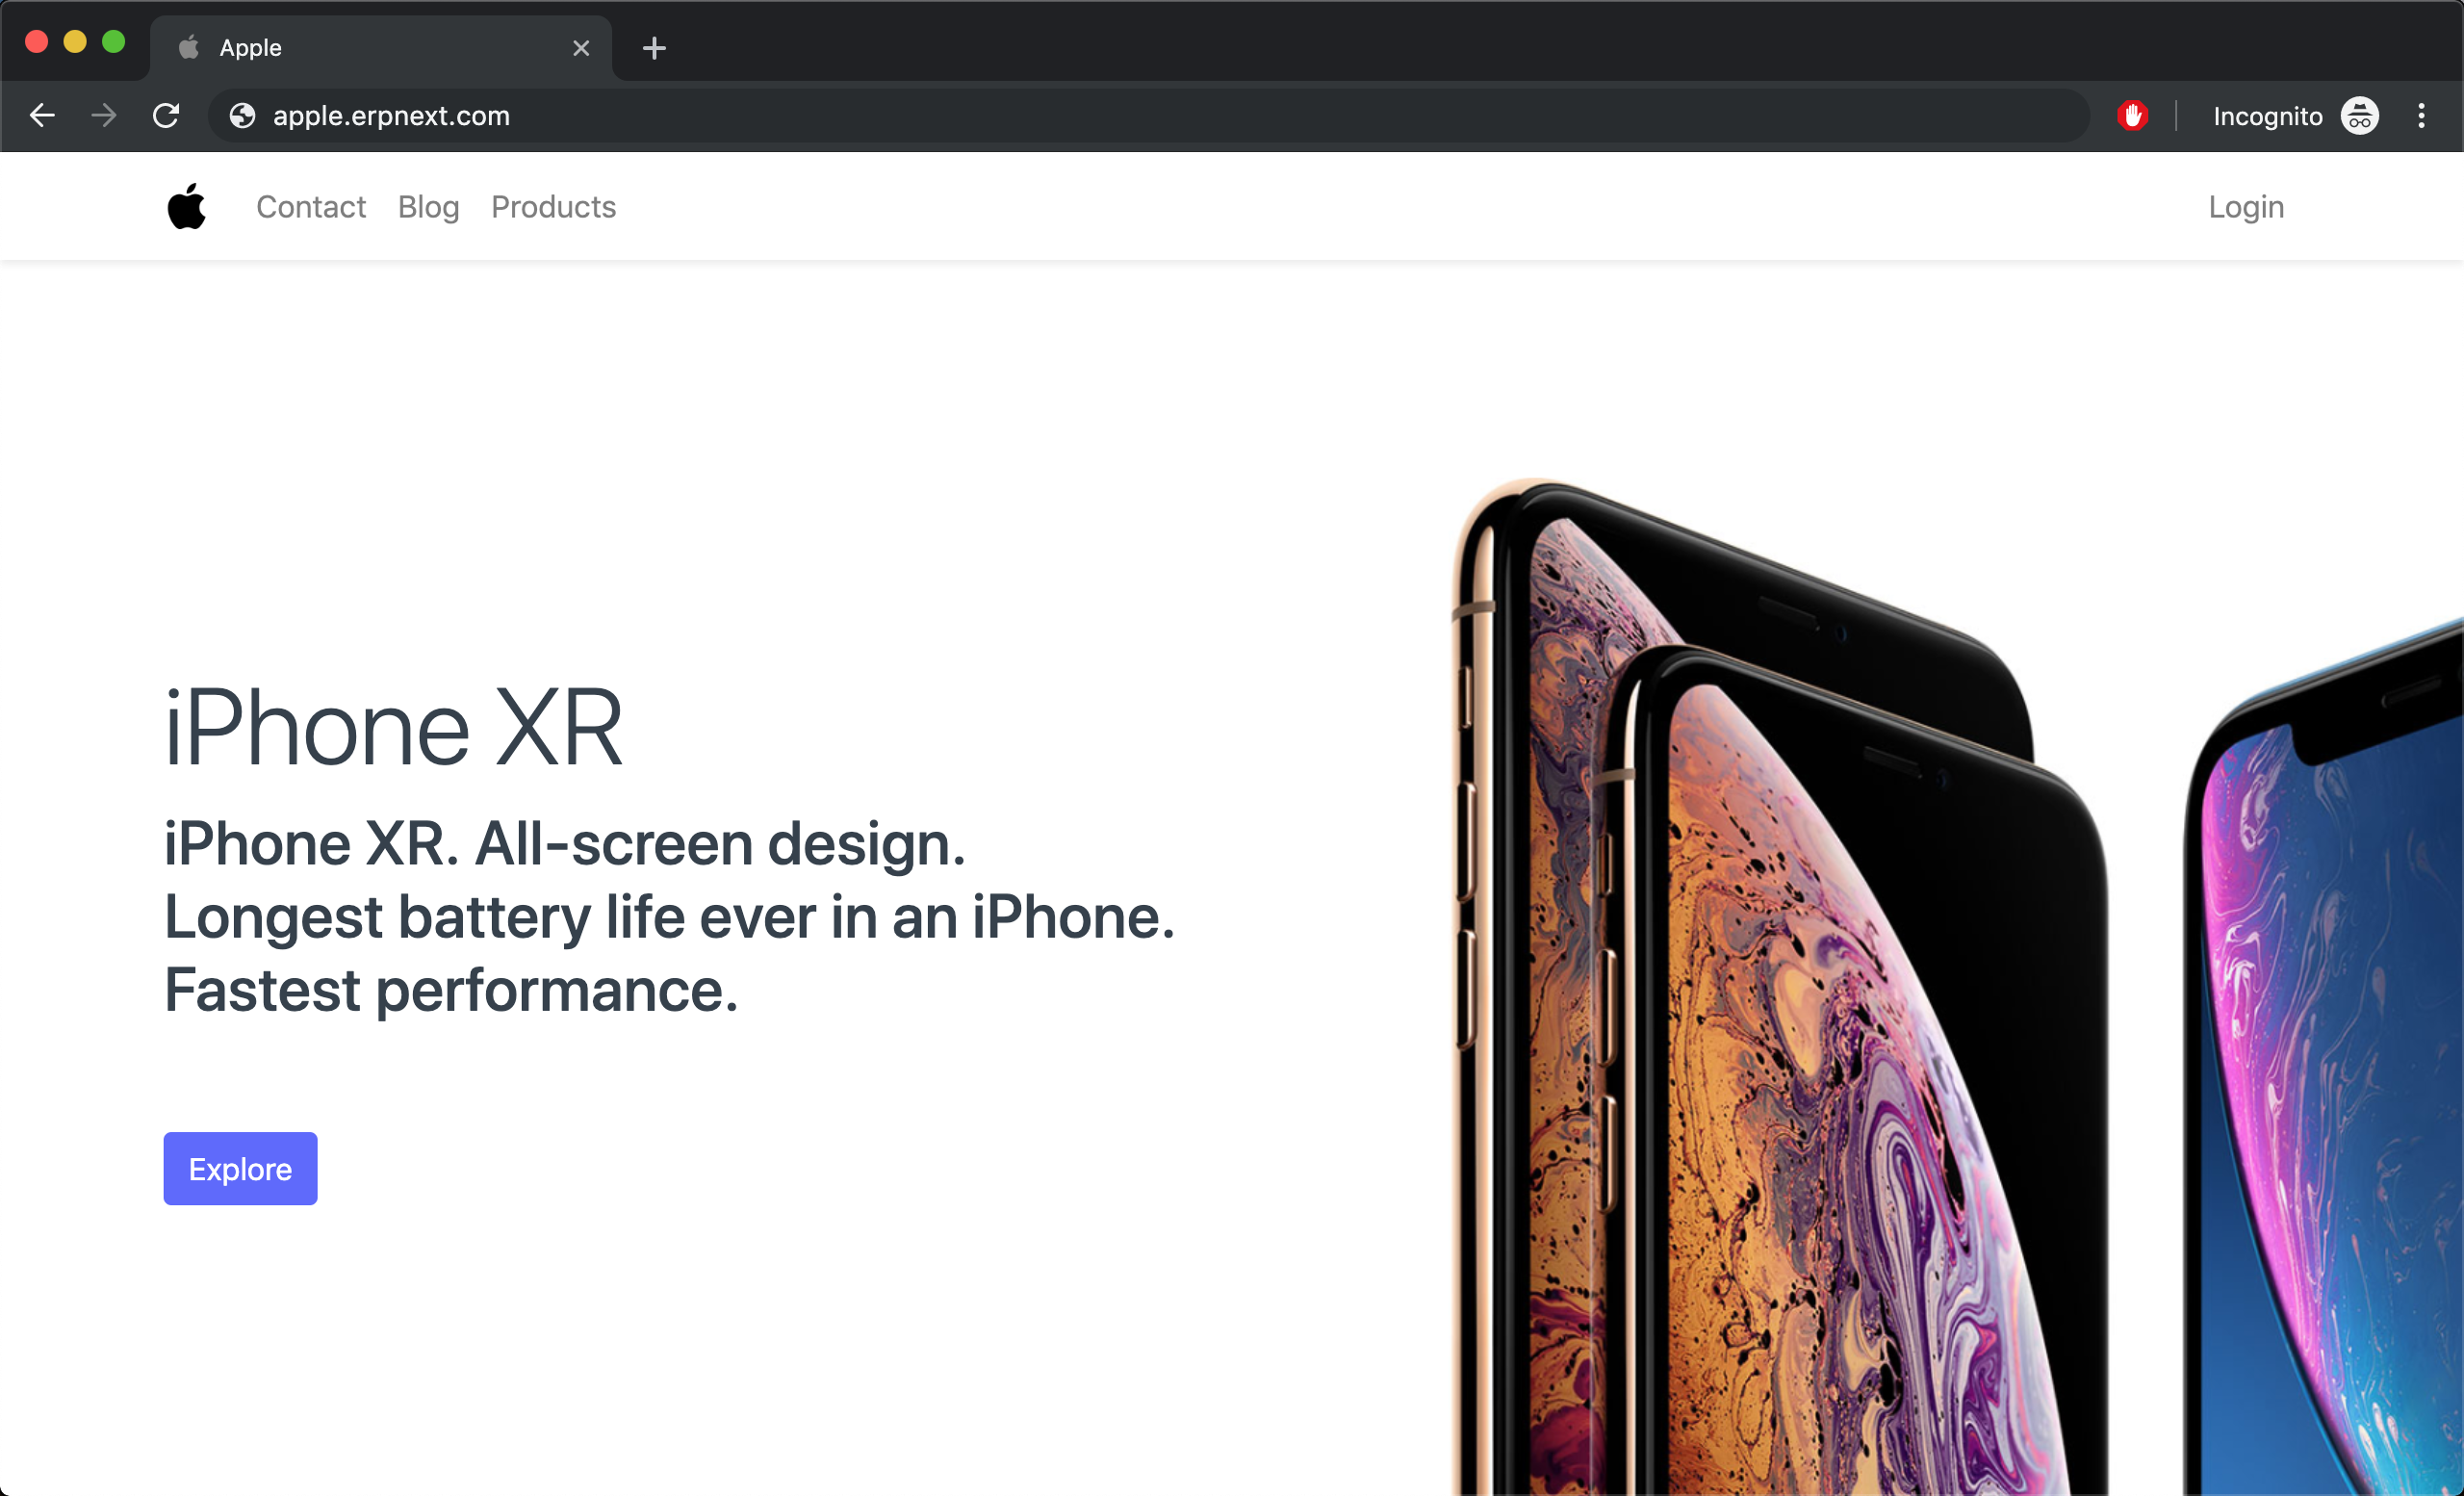 Apple
apple.erpnext.com
Incognito
Contact Blog Products Login
iPhone XR
iPhone XR. All-screen design.
Longest battery life ever in an iPhone.
Fastest performance.
Explore